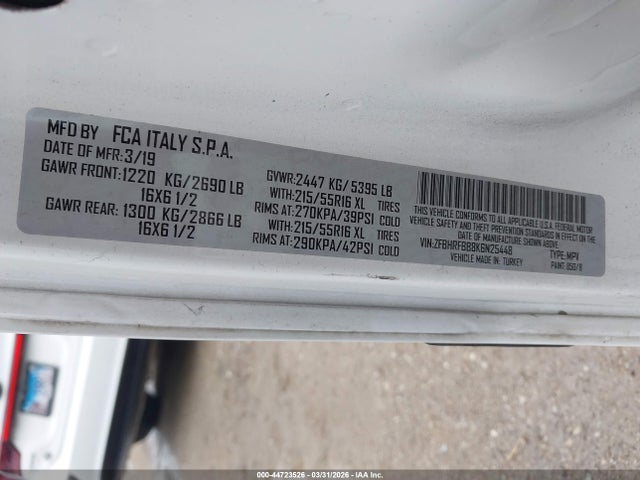 MFD BY FCA ITALY S.P.A.
DATE OF MFR: 3/19
GAWR FRONT: 1220 KG/2690 LB
16X6 1/2
GAWR REAR: 1300 KG/2866 LB
16X6 1/2
GVWR: 2447 KG/5395 LB
WITH: 215/55R16 XL TIRES
RIMS AT: 270KPA/39PSI COLD
WITH: 215/55R16 XL TIRES
RIMS AT: 290KPA/42PSI COLD
THIS VEHICLE CONFORMS TO ALL APPLICABLE U.S.A. FEDERAL MOTOR
VEHICLE SAFETY AND THEFT PREVENTION STANDARDS IN EFFECT ON THE
DATE OF MANUFACTURE SHOWN ABOVE.
VIN: ZFBHRFBB8K6N25448 TYPE: MPV
VEHICLE MADE IN: TURKEY PAINT:
000-44723526 - 03/31/2026 - IAAI Inc.